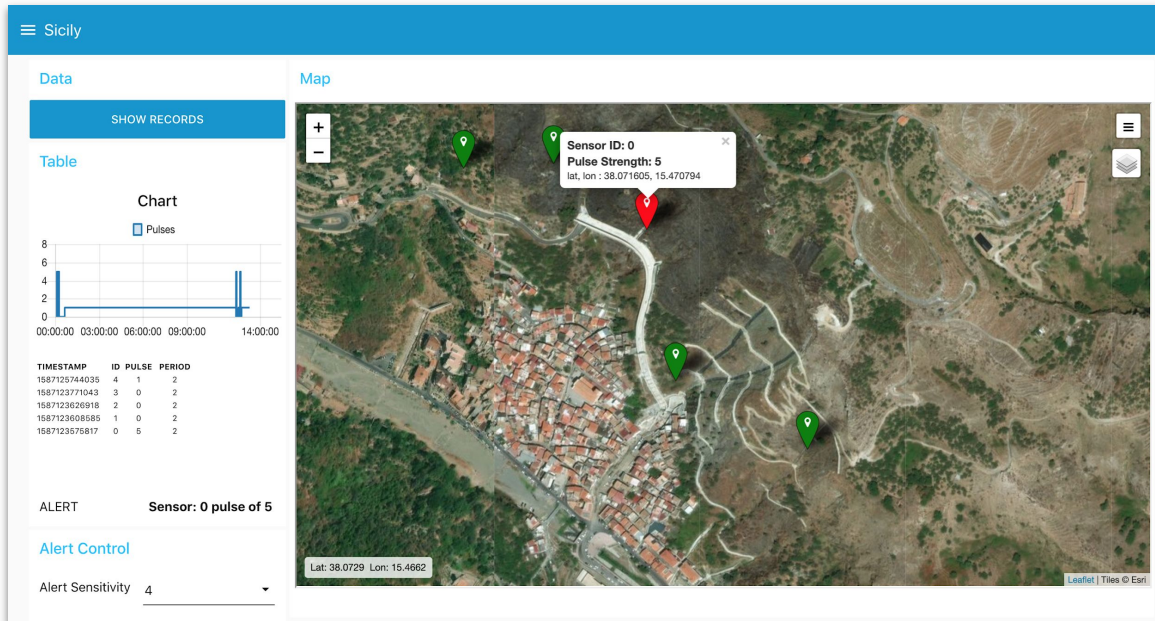 Sicily
Data
SHOW RECORDS
Table
Chart
Pulses
8
6
4
2
0
00:00:00 03:00:00 06:00:00 09:00:00 14:00:00
TIMESTAMP ID PULSE PERIOD
1587125744035 4 1 2
1587123771043 3 0 2
1587123626918 2 0 2
1587123608585 1 0 2
1587123575817 0 5 2
ALERT Sensor: 0 pulse of 5
Alert Control
Alert Sensitivity 4
Map
+
−
Sensor ID: 0
Pulse Strength: 5
lat, lon : 38.071605, 15.470794
×
Lat: 38.0729 Lon: 15.4662
Leaflet | Tiles © Esri